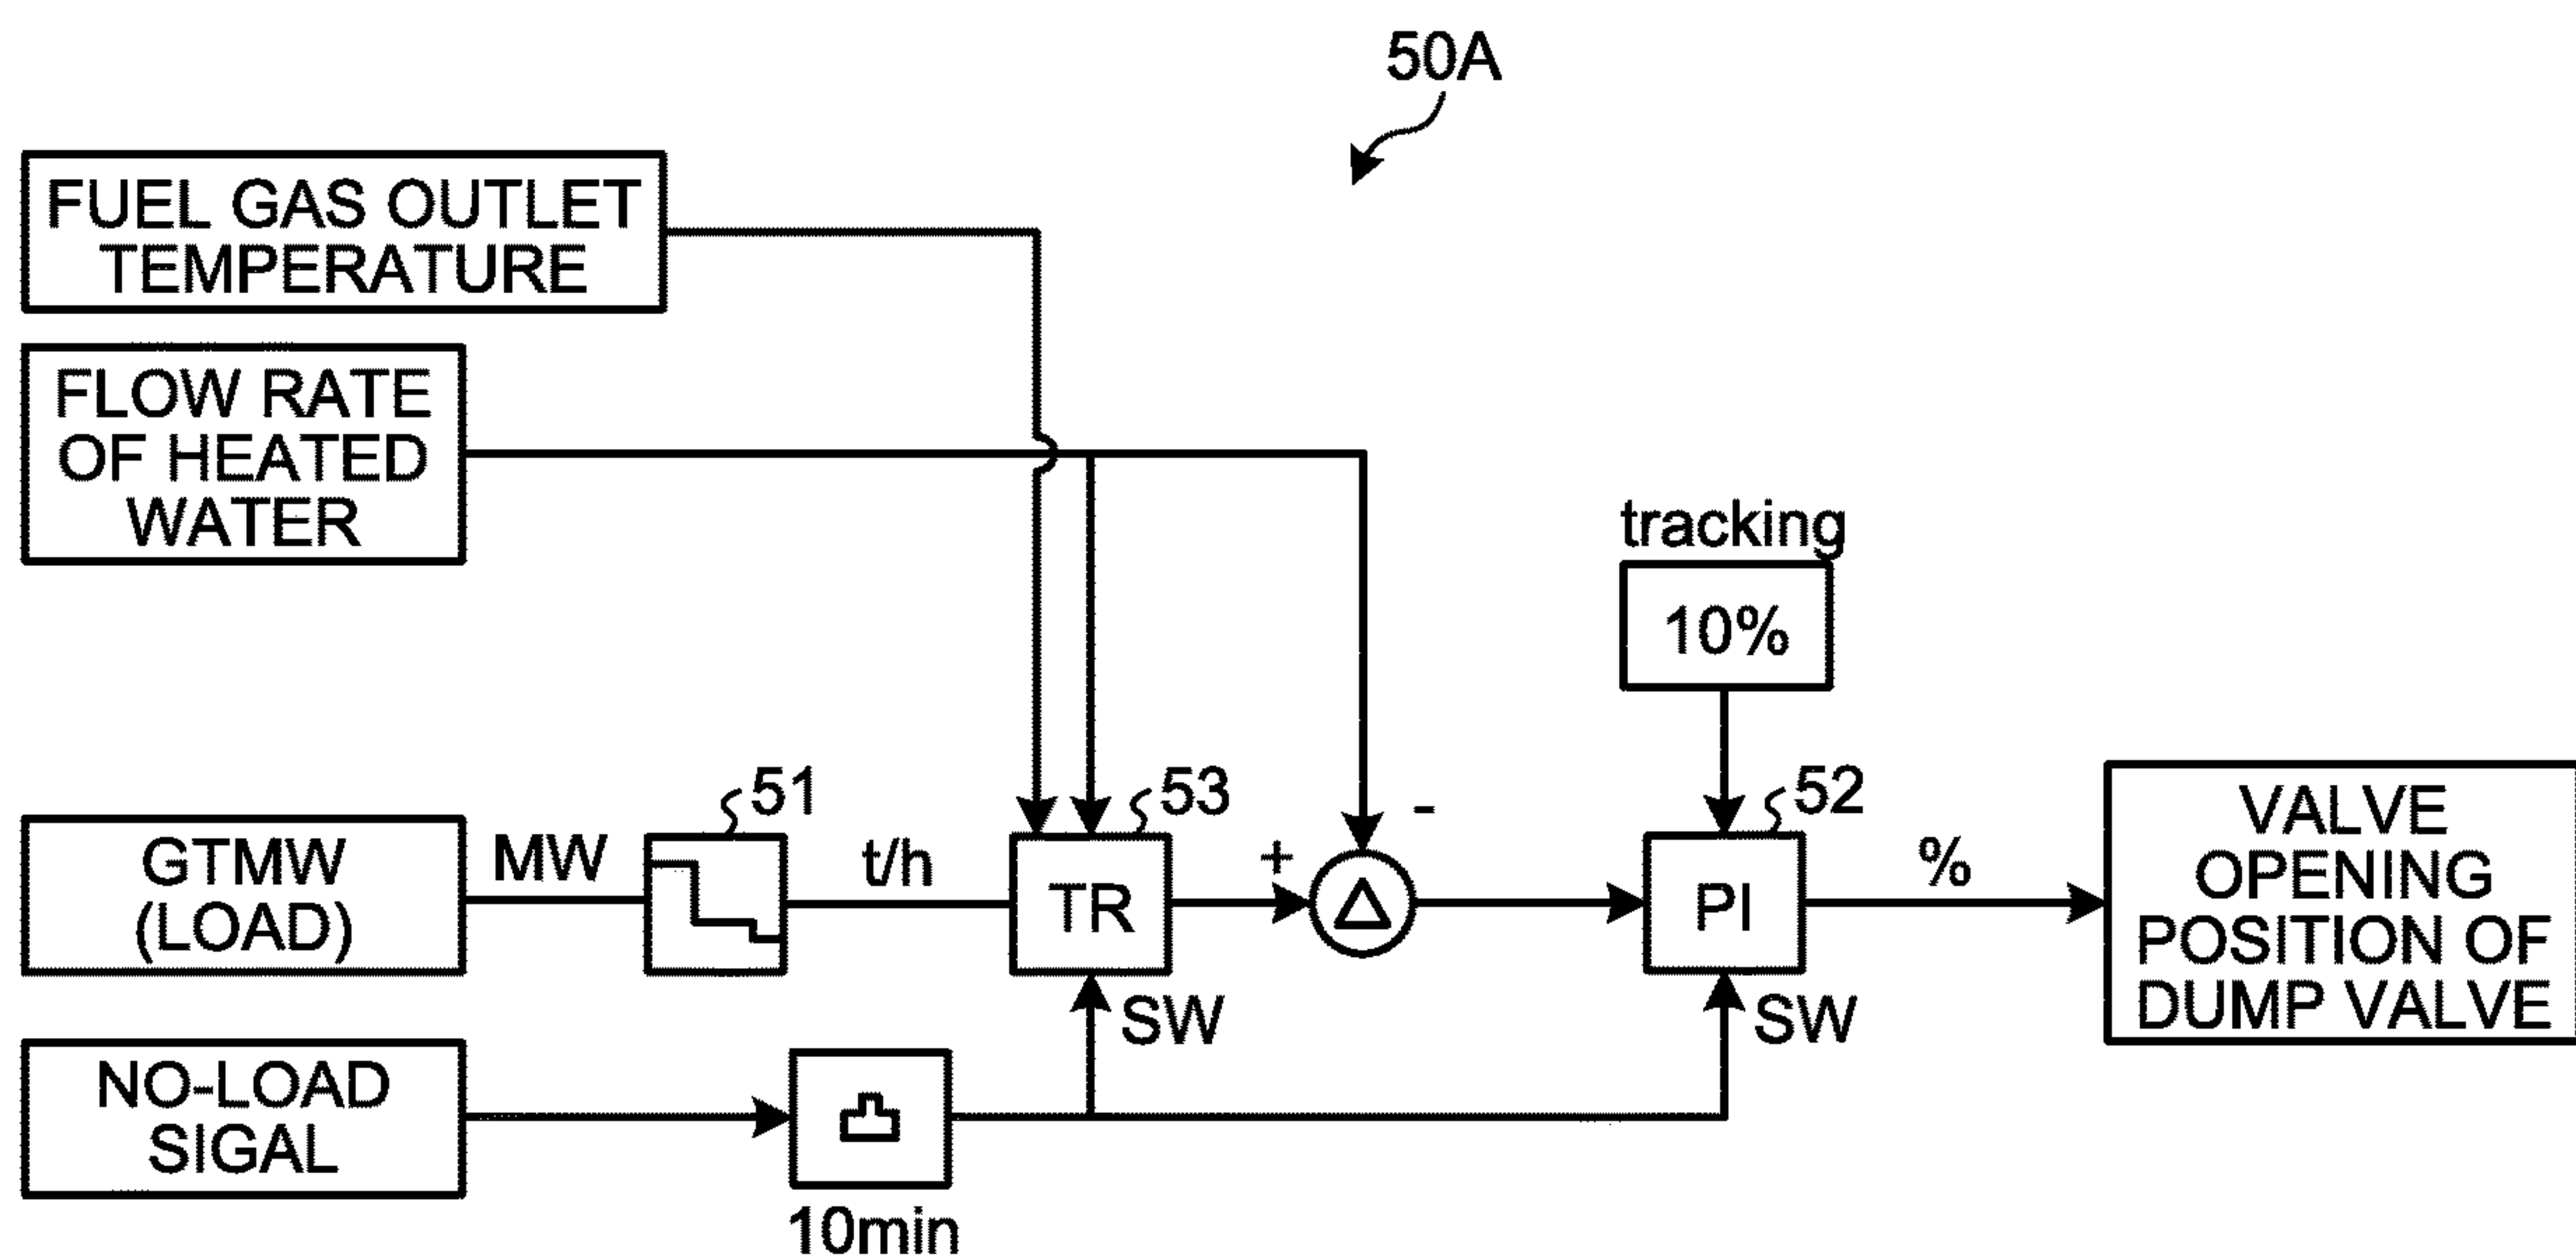 50A
FUEL GAS OUTLET
TEMPERATURE
FLOW RATE
OF HEATED
WATER
tracking
10%
GTMW
(LOAD)
MW
51
t/h
53
TR
+
-
52
PI
%
VALVE
OPENING
POSITION OF
DUMP VALVE
SW
SW
NO-LOAD
SIGAL
10min